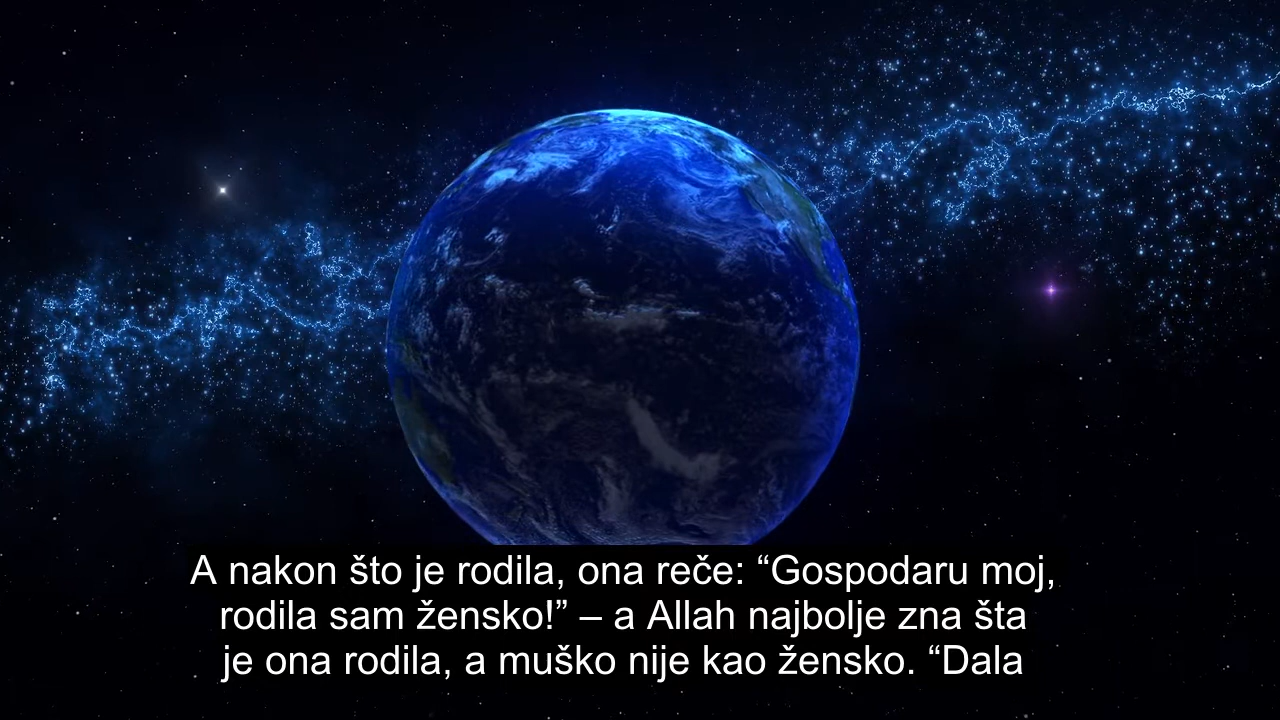 A nakon što je rodila, ona reče: “Gospodaru moj,
rodila sam žensko!” – a Allah najbolje zna šta
je ona rodila, a muško nije kao žensko. “Dala